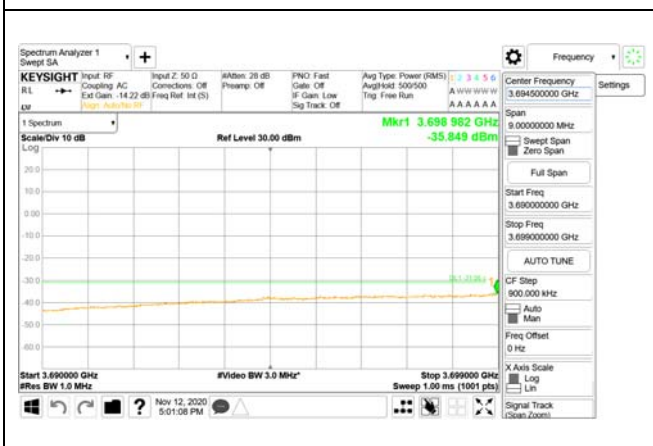 Spectrum Analyzer 1
Swept SA
+
Frequency
KEYSIGHT
RL
Input: RF
Coupling: AC
Ext Gain: -14.22 dB
Align: Auto/No RF
Input Z: 50 Ω
Corrections: Off
Freq Ref: Int (S)
#Atten: 28 dB
Preamp: Off
PNO: Fast
Gate: Off
IF Gain: Low
Sig Track: Off
Avg Type: Power (RMS)
Avg|Hold: 500/500
Trig: Free Run
1 2 3 4 5 6
A W W W W W
A A A A A A
1 Spectrum
Scale/Div 10 dB
Log
Ref Level 30.00 dBm
Mkr1 3.698 982 GHz
-35.849 dBm
20.0
10.0
0.00
-10.0
-20.0
-30.0
-40.0
-50.0
-60.0
1
Start 3.690000 GHz
#Res BW 1.0 MHz
#Video BW 3.0 MHz*
Stop 3.699000 GHz
Sweep 1.00 ms (1001 pts)
Center Frequency
3.694500000 GHz
Settings
Span
9.00000000 MHz
Swept Span
Zero Span
Full Span
Start Freq
3.690000000 GHz
Stop Freq
3.699000000 GHz
AUTO TUNE
CF Step
900.000 kHz
Auto
Man
Freq Offset
0 Hz
X Axis Scale
Log
Lin
Signal Track
(Span Zoom)
?
Nov 12, 2020
5:01:08 PM